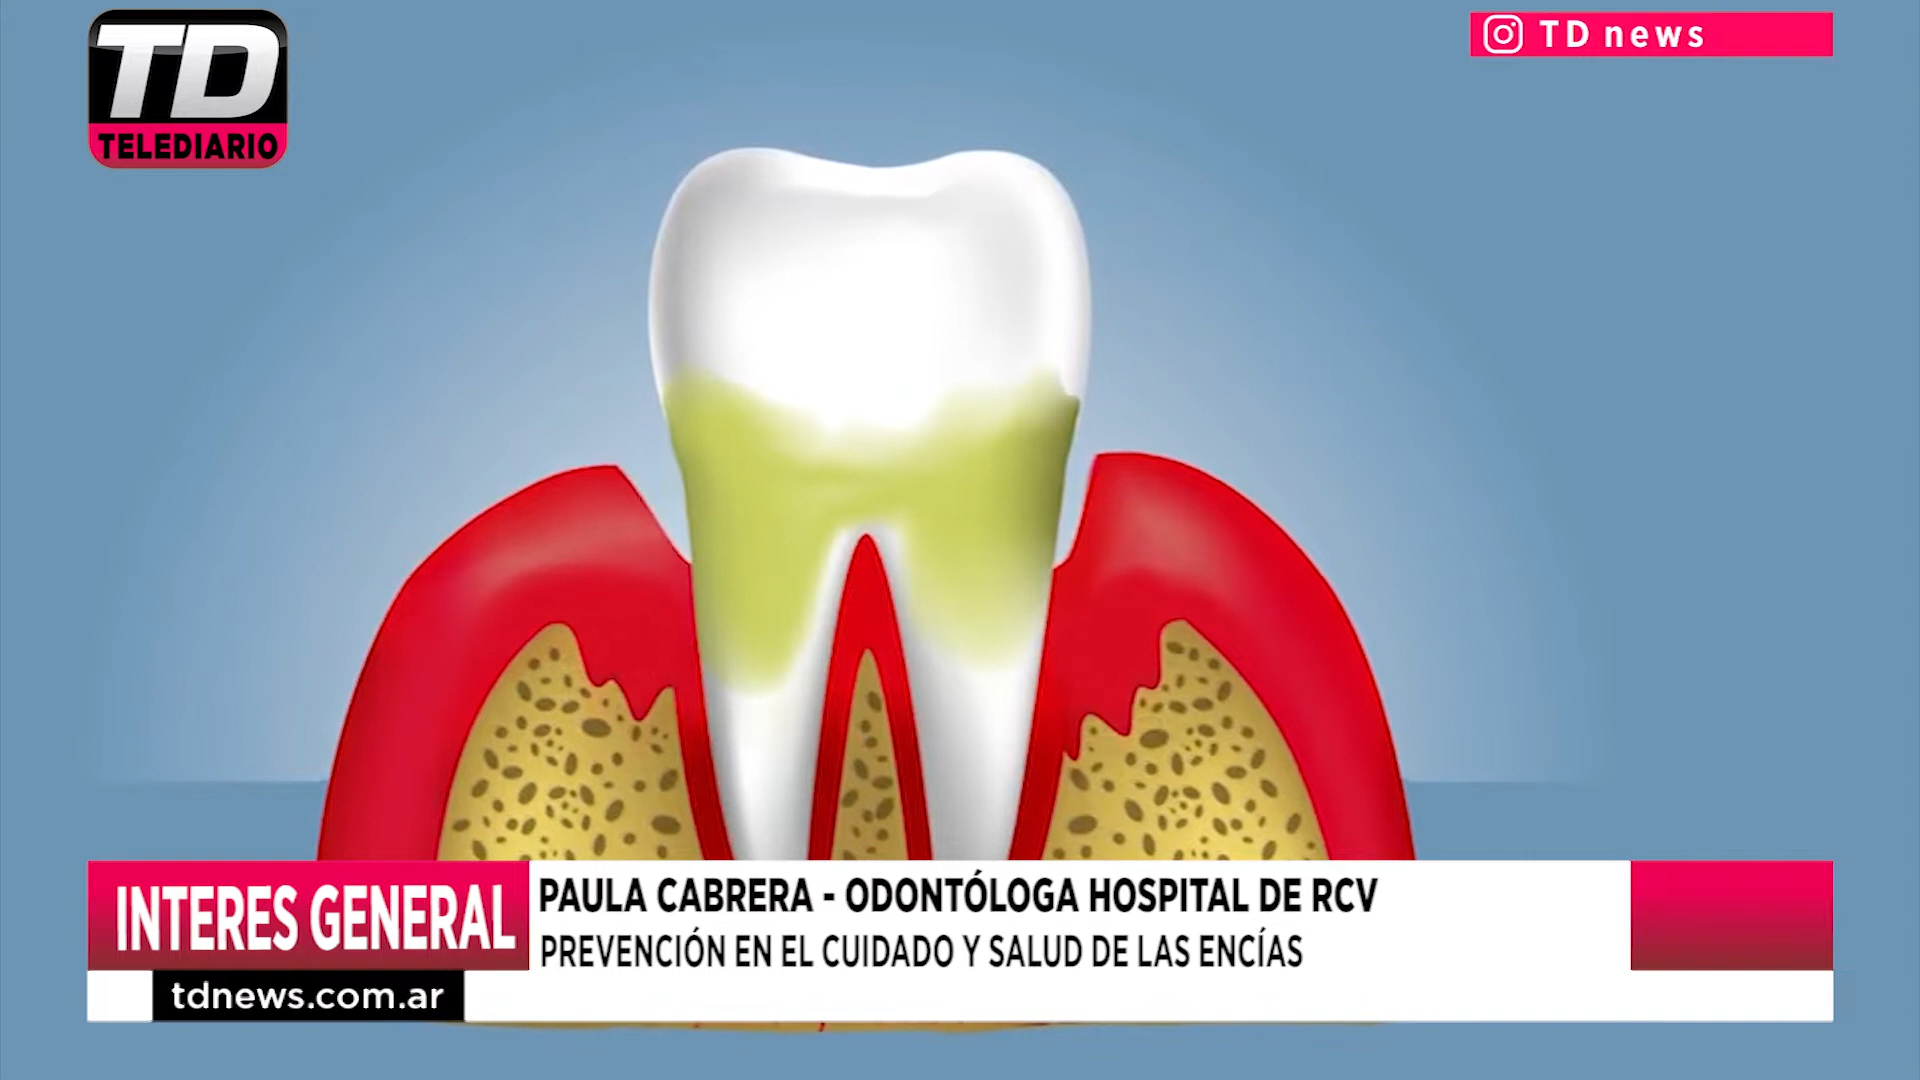 TD
TELEDIARIO
TD news
INTERES GENERAL
PAULA CABRERA - ODONTÓLOGA HOSPITAL DE RCV
PREVENCIÓN EN EL CUIDADO Y SALUD DE LAS ENCÍAS
tdnews.com.ar